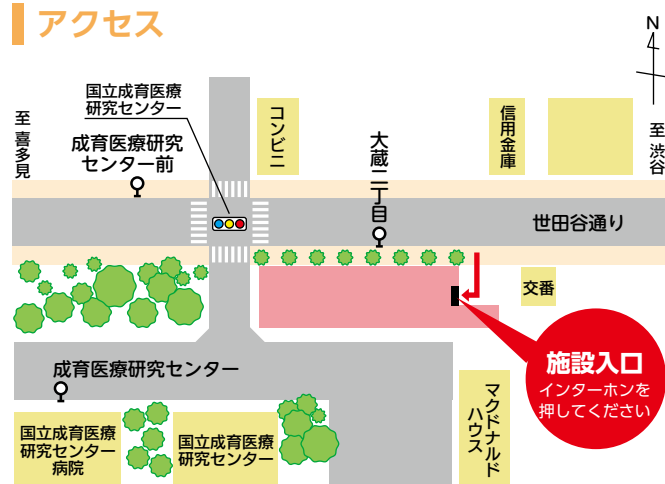 アクセス
N
国立成育医療
研究センター
至 喜多見
成育医療研究
センター前
コンビニ
大蔵二丁目
信用金庫
至 渋谷
世田谷通り
交番
施設入口
インターホンを
押してください
成育医療研究センター
マクドナルド
ハウス
国立成育医療
研究センター
病院
国立成育医療
研究センター